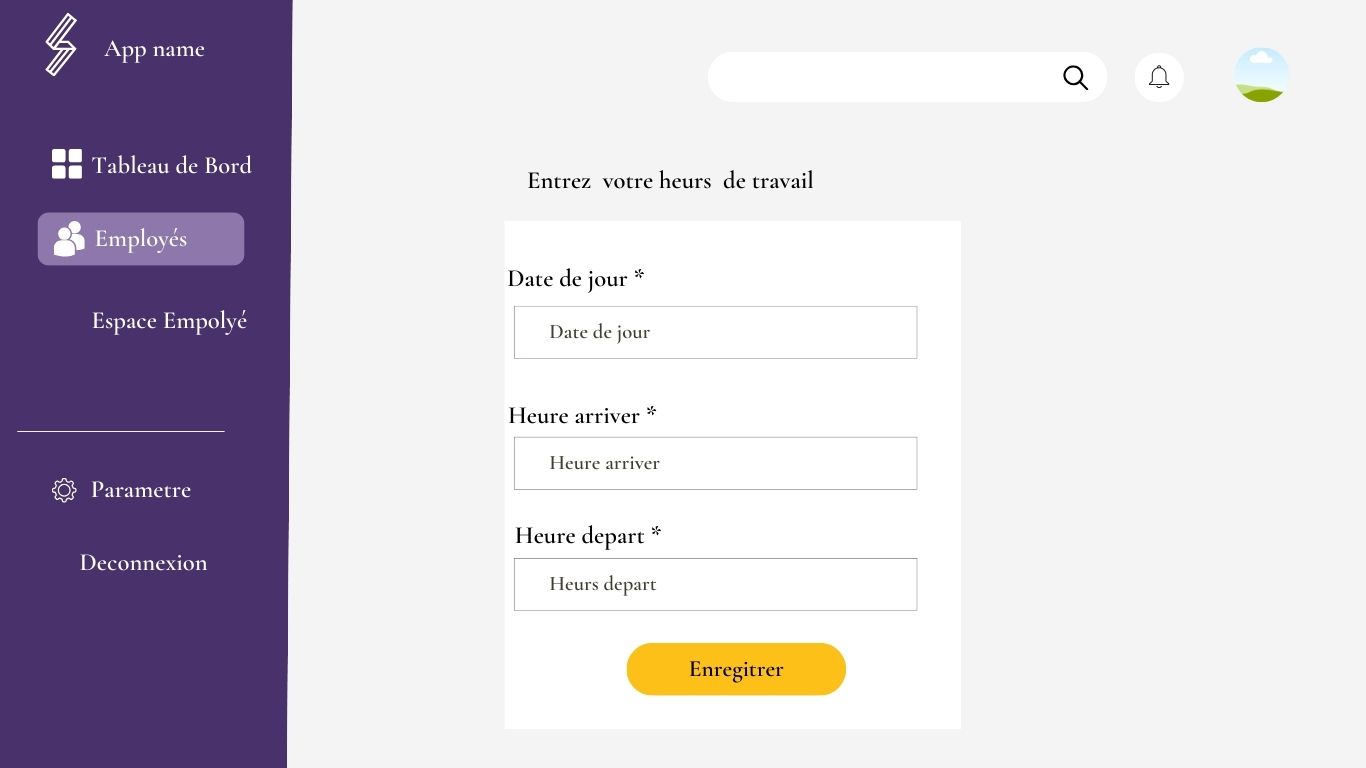 App name
Tableau de Bord
Employés
Espace Empolyé
Parametre
Deconnexion
Entrez votre heurs de travail
Date de jour *
Date de jour
Heure arriver *
Heure arriver
Heure depart *
Heurs depart
Enregitrer